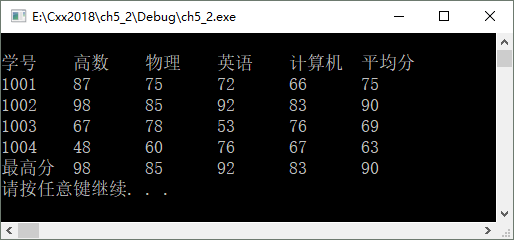 E:\Cxx2018\ch5_2\Debug\ch5_2.exe
学号 高数 物理 英语 计算机 平均分
1001 87 75 72 66 75
1002 98 85 92 83 90
1003 67 78 53 76 69
1004 48 60 76 67 63
最高分 98 85 92 83 90
请按任意键继续. . .